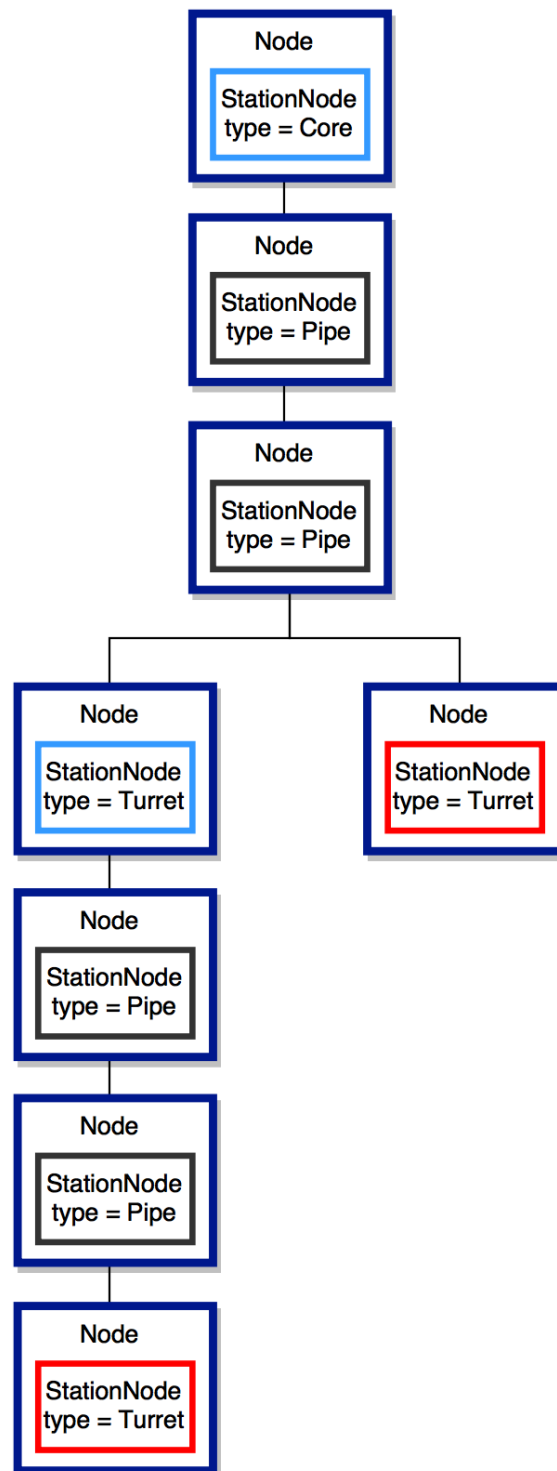 Node
StationNode
type = Core
Node
StationNode
type = Pipe
Node
StationNode
type = Pipe
Node
StationNode
type = Turret
Node
StationNode
type = Turret
Node
StationNode
type = Pipe
Node
StationNode
type = Pipe
Node
StationNode
type = Turret